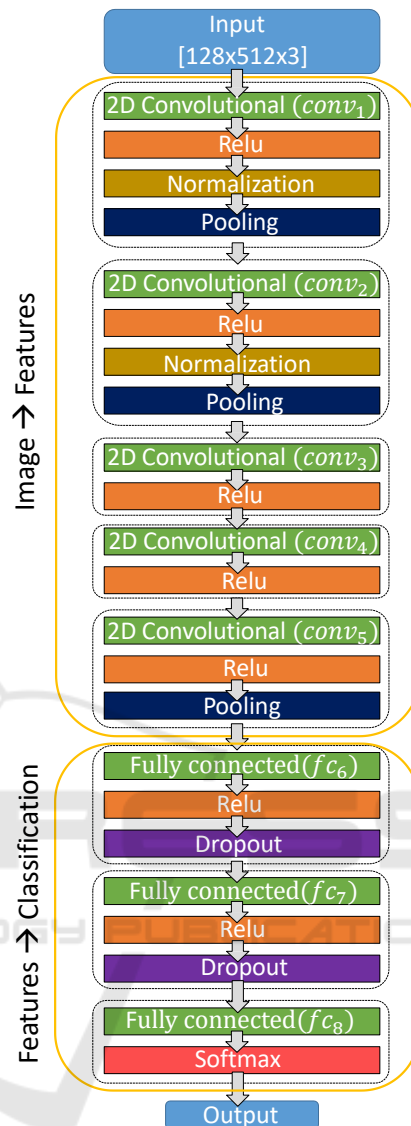 Input
[128x512x3]
Image → Features
2D Convolutional (conv₁)
Relu
Normalization
Pooling
2D Convolutional (conv₂)
Relu
Normalization
Pooling
2D Convolutional (conv₃)
Relu
2D Convolutional (conv₄)
Relu
2D Convolutional (conv₅)
Relu
Pooling
Features → Classification
Fully connected(fc₆)
Relu
Dropout
Fully connected(fc₇)
Relu
Dropout
Fully connected(fc₈)
Softmax
Output